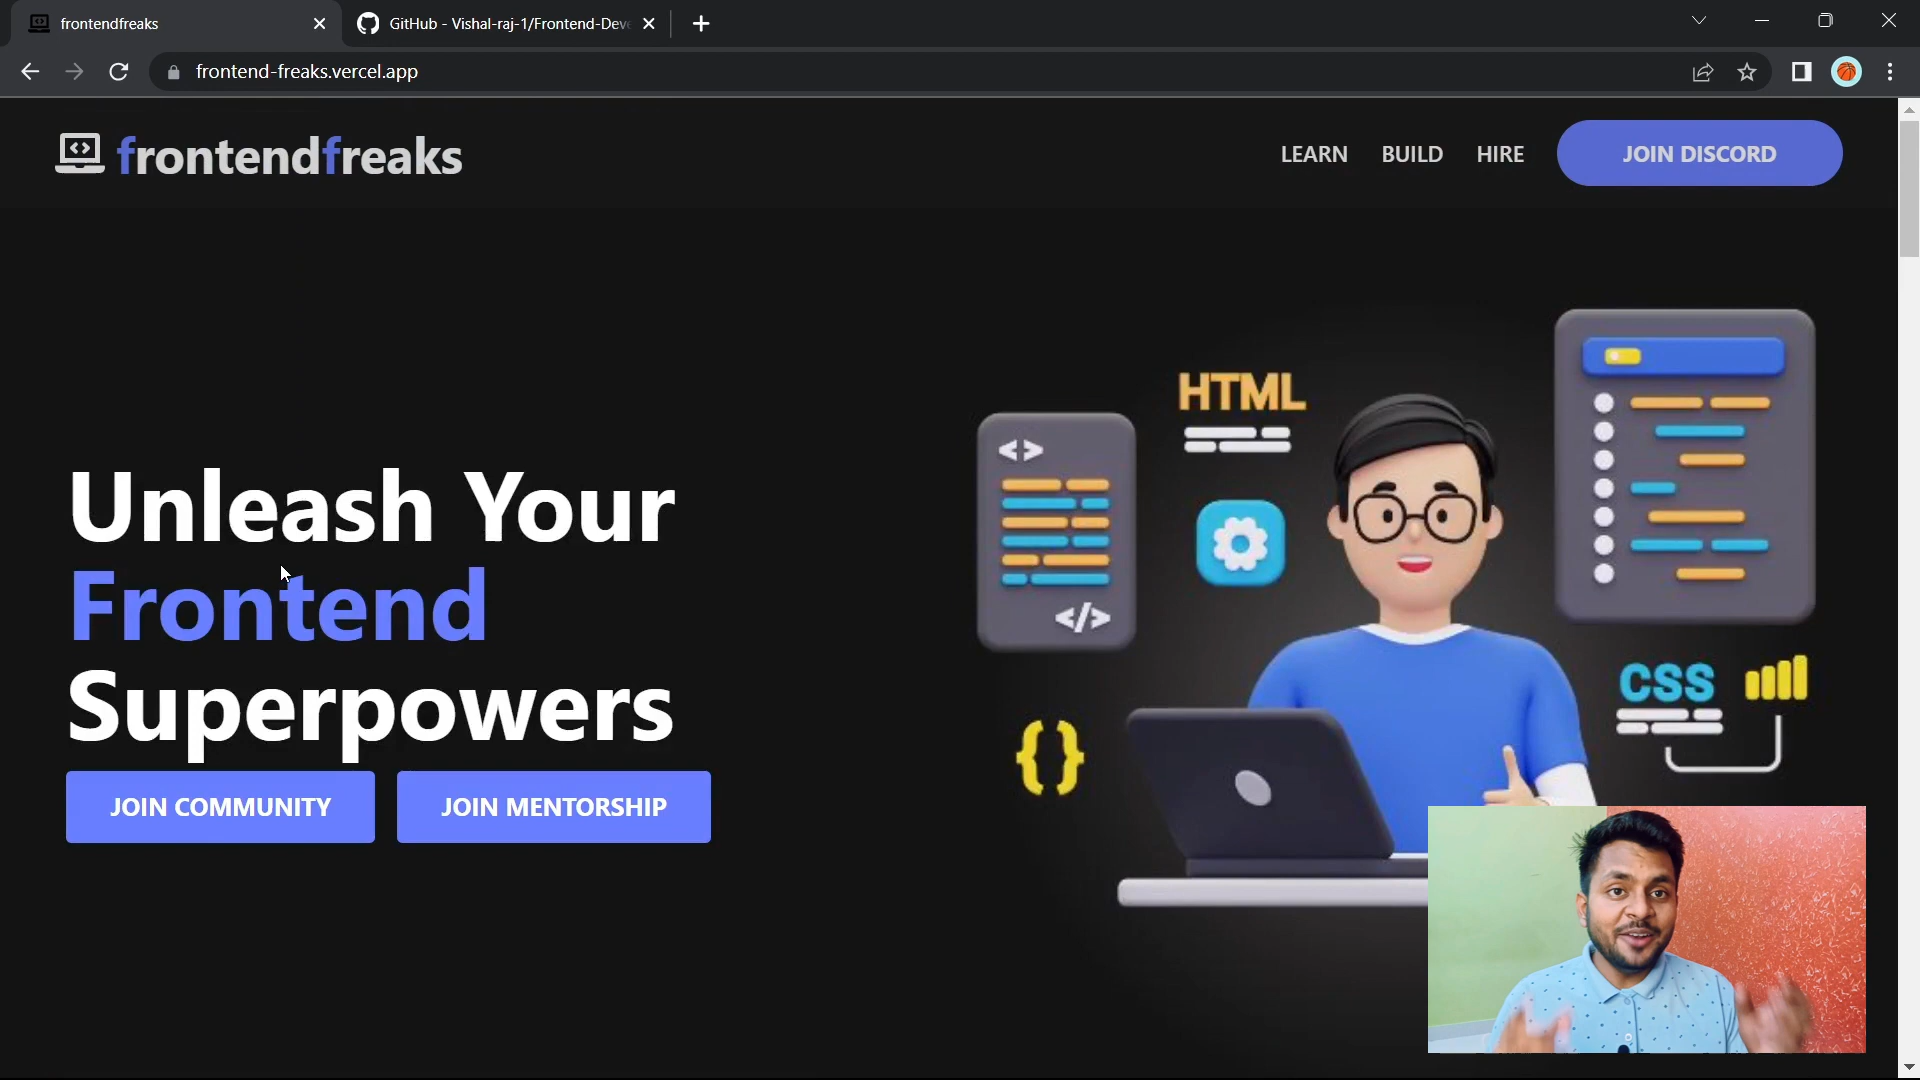 frontendfreaks
GitHub - Vishal-raj-1/Frontend-Deve
frontend-freaks.vercel.app
frontendfreaks
LEARN
BUILD
HIRE
JOIN DISCORD
HTML
<>
</>
Unleash Your
Frontend
Superpowers
CSS
{}
JOIN COMMUNITY
JOIN MENTORSHIP